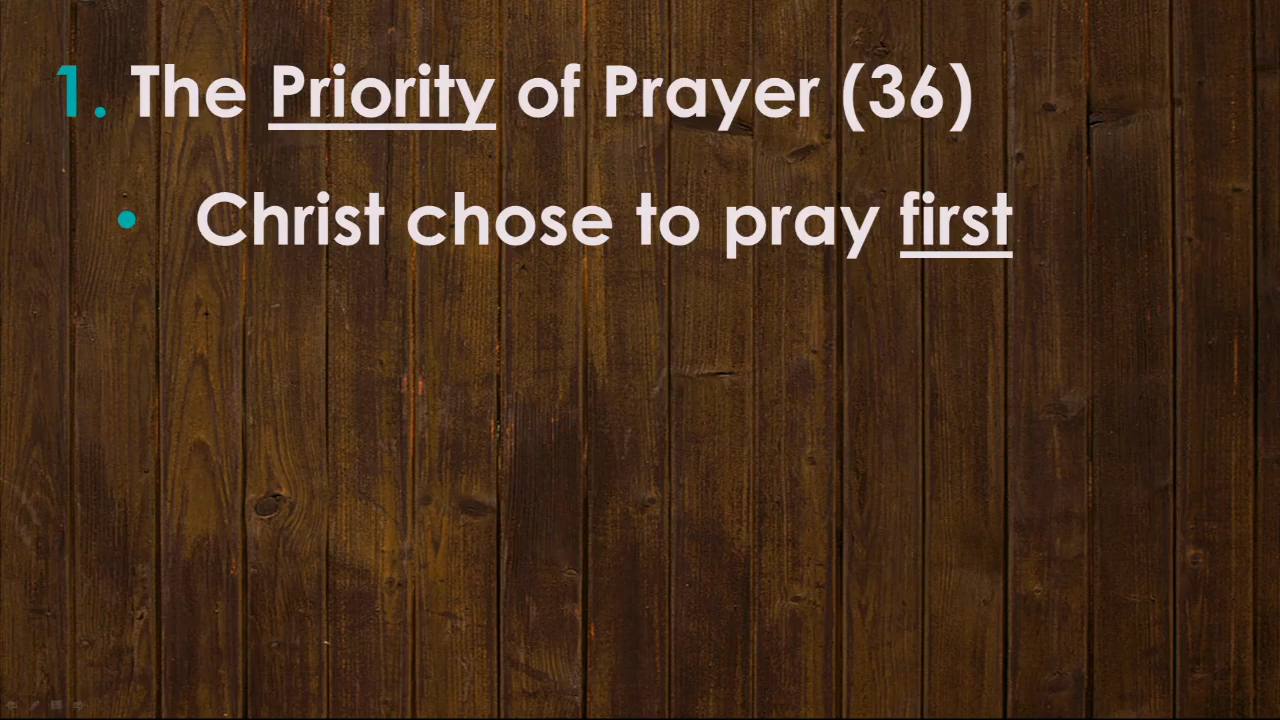 1. The Priority of Prayer (36)
• Christ chose to pray first